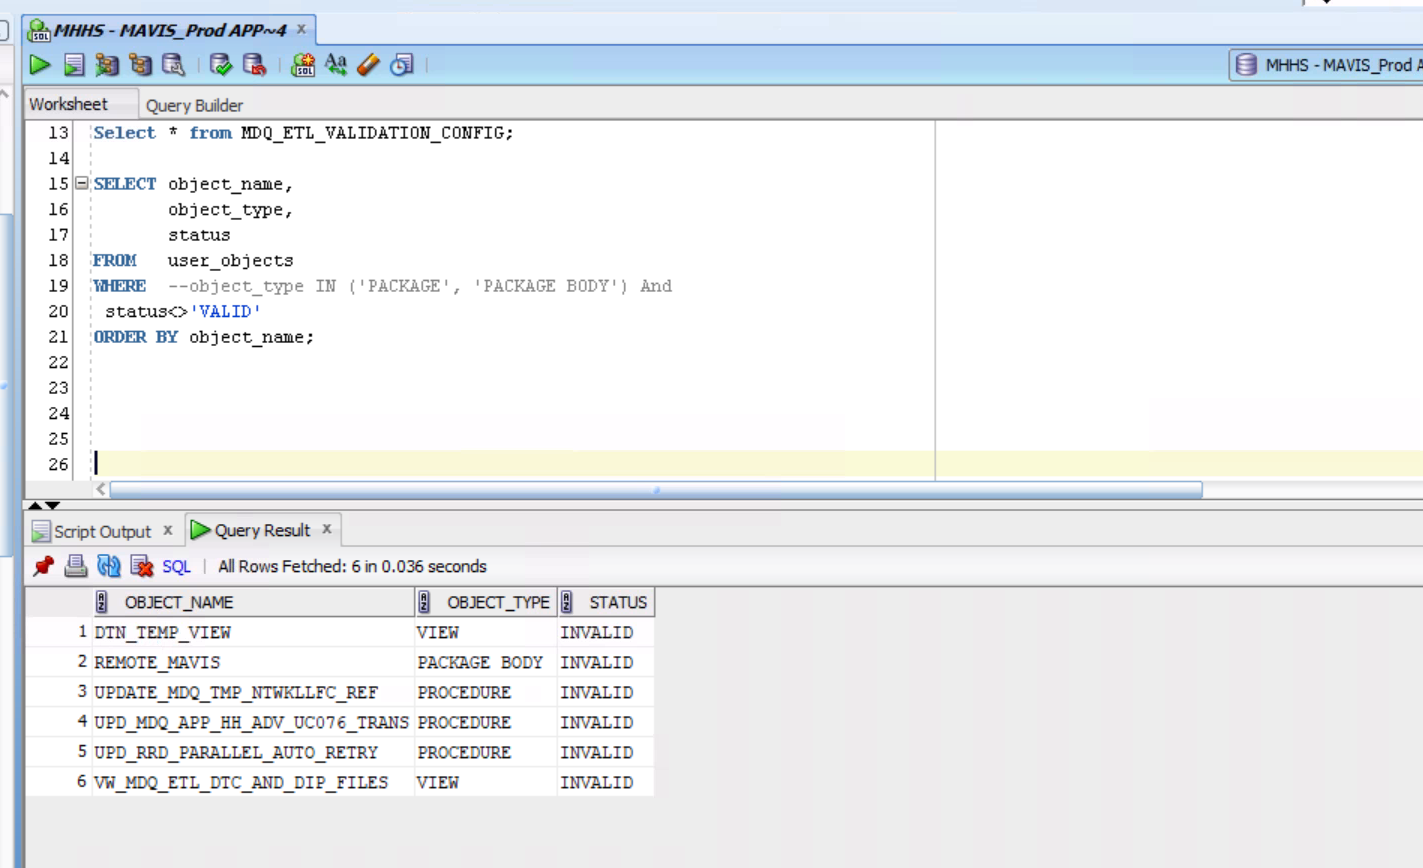 MHHS - MAVIS_Prod APP~4 x
MHHS - MAVIS_Prod A
Worksheet Query Builder
13 Select * from MDQ_ETL_VALIDATION_CONFIG;
14
15 SELECT object_name,
16 object_type,
17 status
18 FROM user_objects
19 WHERE --object_type IN ('PACKAGE', 'PACKAGE BODY') And
20 status<>'VALID'
21 ORDER BY object_name;
22
23
24
25
26
Script Output x Query Result x
SQL | All Rows Fetched: 6 in 0.036 seconds
OBJECT_NAME OBJECT_TYPE STATUS
1 DTN_TEMP_VIEW VIEW INVALID
2 REMOTE_MAVIS PACKAGE BODY INVALID
3 UPDATE_MDQ_TMP_NTWKLLFC_REF PROCEDURE INVALID
4 UPD_MDQ_APP_HH_ADV_UC076_TRANS PROCEDURE INVALID
5 UPD_RRD_PARALLEL_AUTO_RETRY PROCEDURE INVALID
6 VW_MDQ_ETL_DTC_AND_DIP_FILES VIEW INVALID